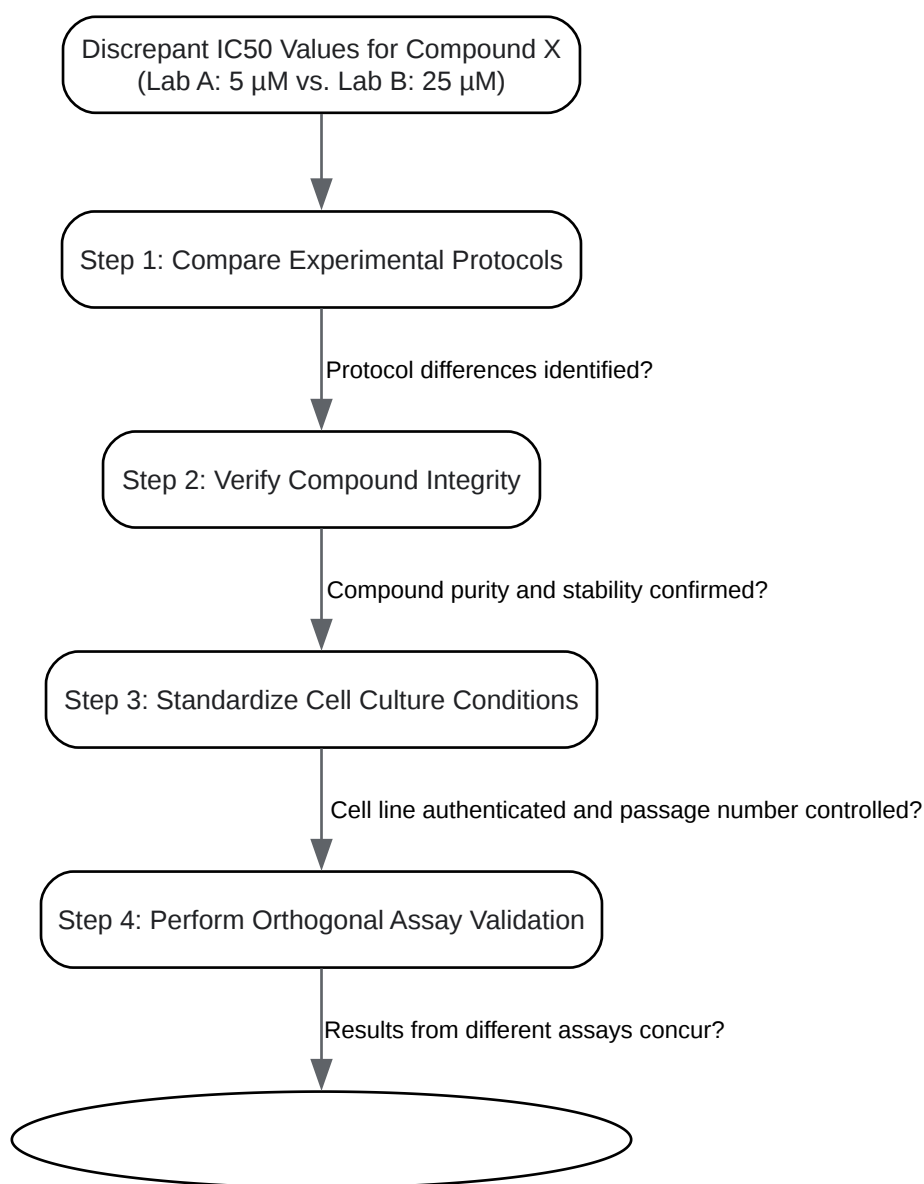 Discrepant IC50 Values for Compound X
(Lab A: 5 µM vs. Lab B: 25 µM)
Step 1: Compare Experimental Protocols
Protocol differences identified?
Step 2: Verify Compound Integrity
Compound purity and stability confirmed?
Step 3: Standardize Cell Culture Conditions
Cell line authenticated and passage number controlled?
Step 4: Perform Orthogonal Assay Validation
Results from different assays concur?